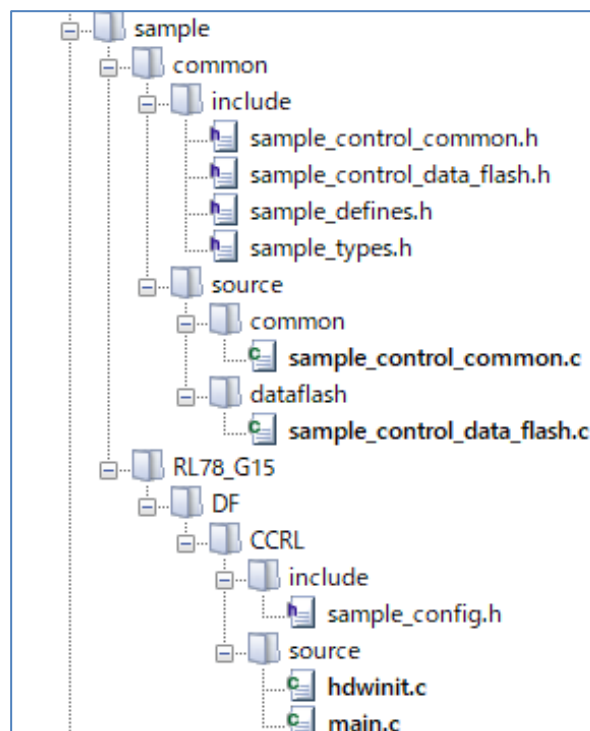 sample
common
include
sample_control_common.h
sample_control_data_flash.h
sample_defines.h
sample_types.h
source
common
sample_control_common.c
dataflash
sample_control_data_flash.c
RL78_G15
DF
CCRL
include
sample_config.h
source
hdwinit.c
main.c